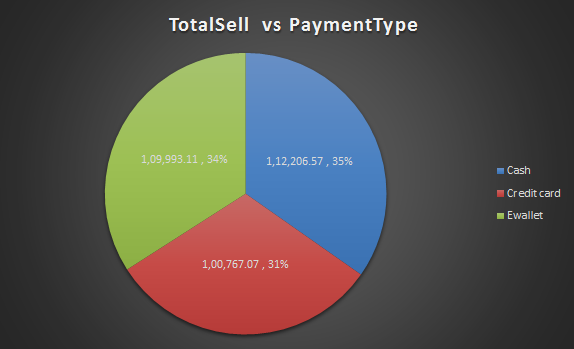 TotalSell vs PaymentType
1,09,993.11 , 34%
1,12,206.57 , 35%
1,00,767.07 , 31%
Cash
Credit card
Ewallet